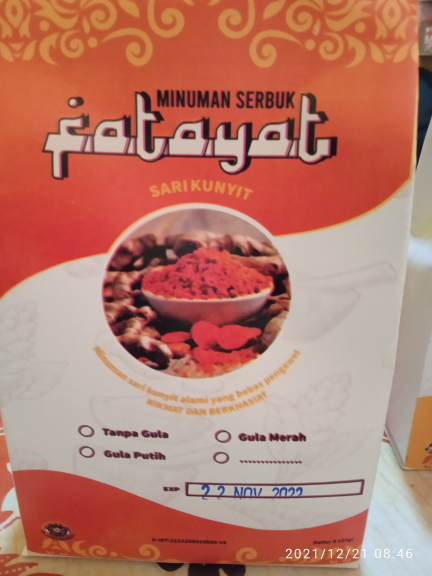 MINUMAN SERBUK
fatayat
SARI KUNYIT
Minuman sari kunyit alami yang bebas pengawet
NIKMAT DAN BERKHASIAT
Tanpa Gula
Gula Merah
Gula Putih
................
EXP
22 NOV 2022
2021/12/21 08:46